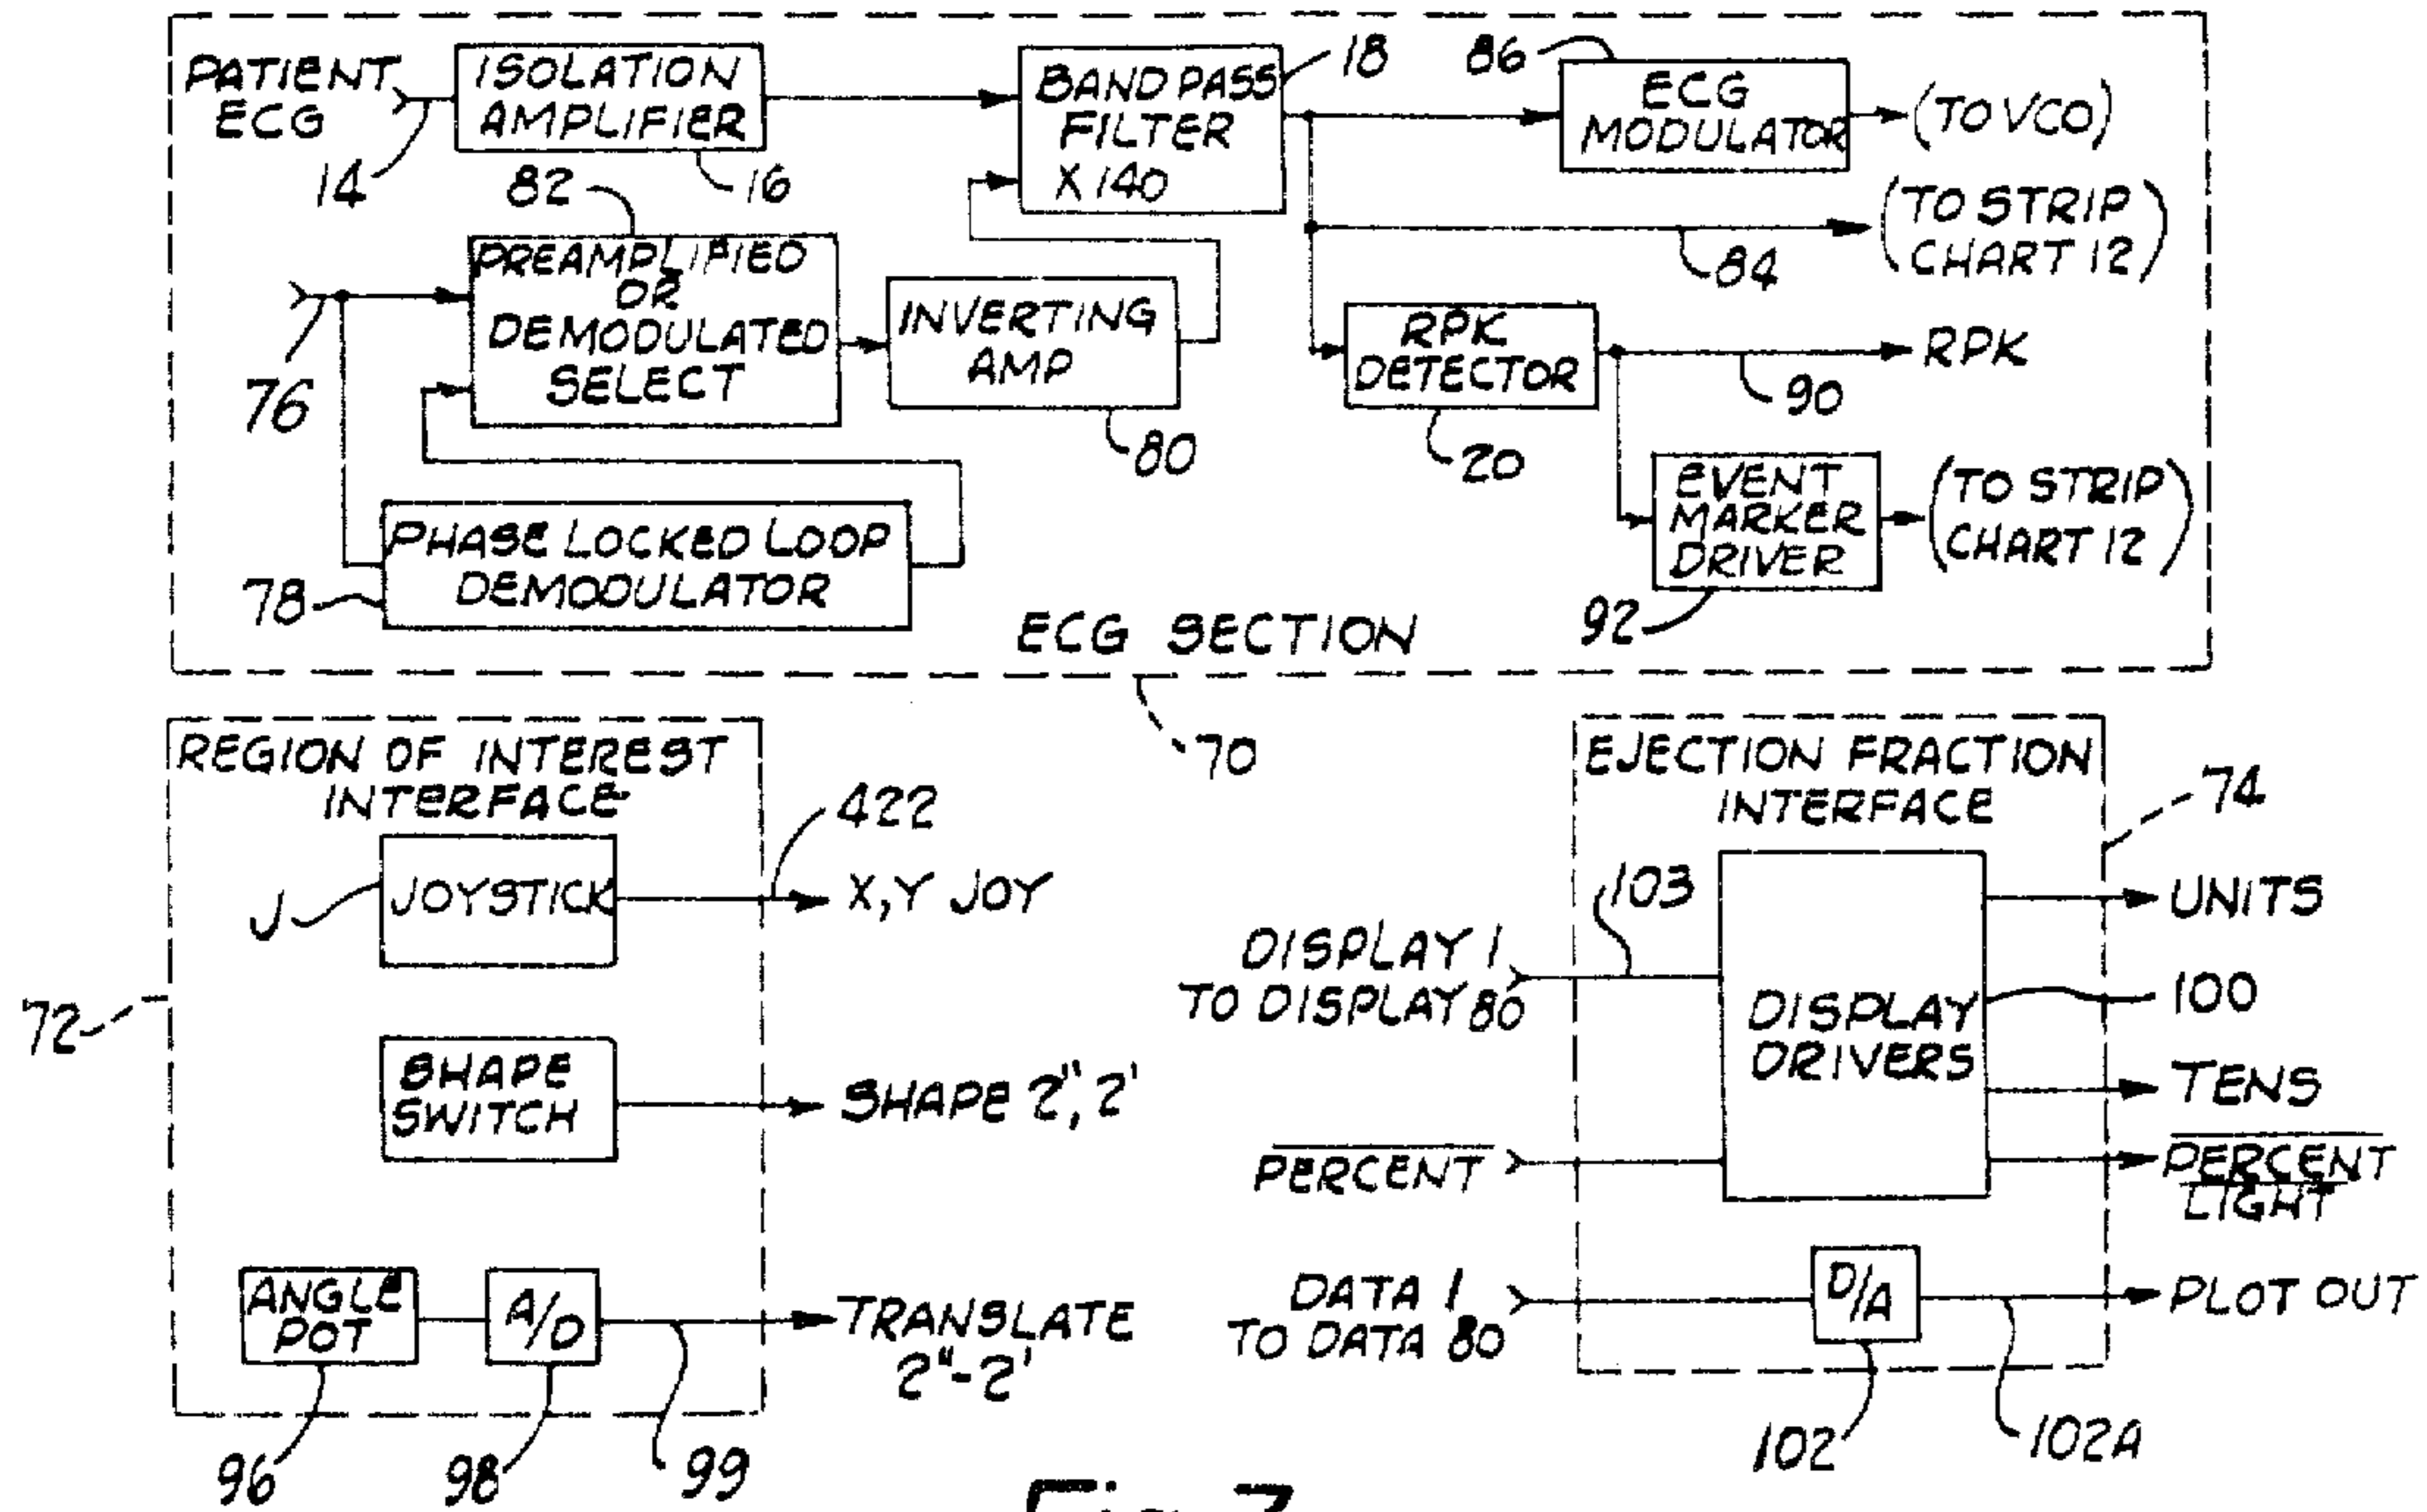 PATIENT
ECG
14
ISOLATION
AMPLIFIER
16
BAND PASS
FILTER
X 140
18
86
ECG
MODULATOR
(TO VCO)
82
PREAMPLIFIED
OR
DEMODULATED
SELECT
76
INVERTING
AMP
80
(TO STRIP
CHART 12)
84
RPK
DETECTOR
20
RPK
90
EVENT
MARKER
DRIVER
92
(TO STRIP
CHART 12)
PHASE LOCKED LOOP
DEMODULATOR
78
ECG SECTION
70
REGION OF INTEREST
INTERFACE
72
JOYSTICK
J
422
X,Y JOY
SHAPE
SWITCH
SHAPE 2", 2'
ANGLE
POT
96
A/D
98
99
TRANSLATE
2"-2'
EJECTION FRACTION
INTERFACE
74
DISPLAY 1
TO DISPLAY 80
103
DISPLAY
DRIVERS
100
UNITS
TENS
PERCENT
PERCENT
LIGHT
DATA 1
TO DATA 80
D/A
102
102A
PLOT OUT